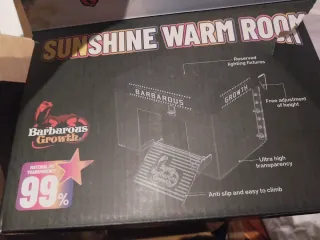 SUNSHINE WARM ROOM
Reserved
lighting fixtures
BARBAROUS
GROWTH
Free adjustment
of height
Barbarous
Growth
Ultra high
transparency
99%
Anti slip and easy to climb